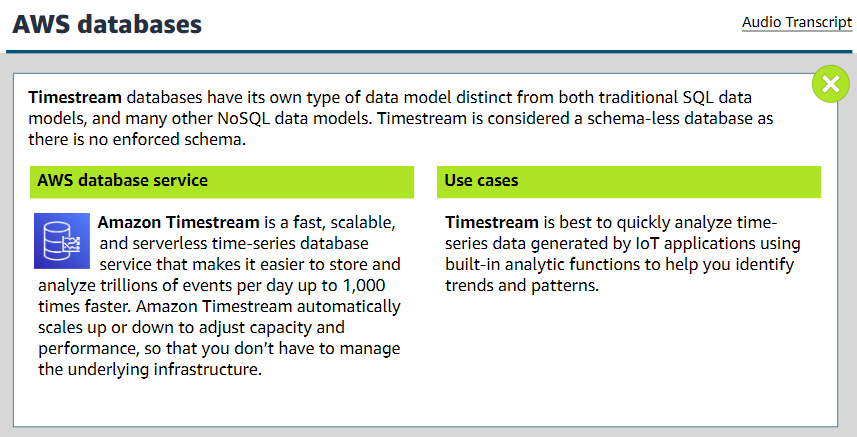 AWS databases
Audio Transcript
Timestream databases have its own type of data model distinct from both traditional SQL data
models, and many other NoSQL data models. Timestream is considered a schema-less database as
there is no enforced schema.
AWS database service
Amazon Timestream is a fast, scalable,
and serverless time-series database
service that makes it easier to store and
analyze trillions of events per day up to 1,000
times faster. Amazon Timestream automatically
scales up or down to adjust capacity and
performance, so that you don’t have to manage
the underlying infrastructure.
Use cases
Timestream is best to quickly analyze time-
series data generated by IoT applications using
built-in analytic functions to help you identify
trends and patterns.